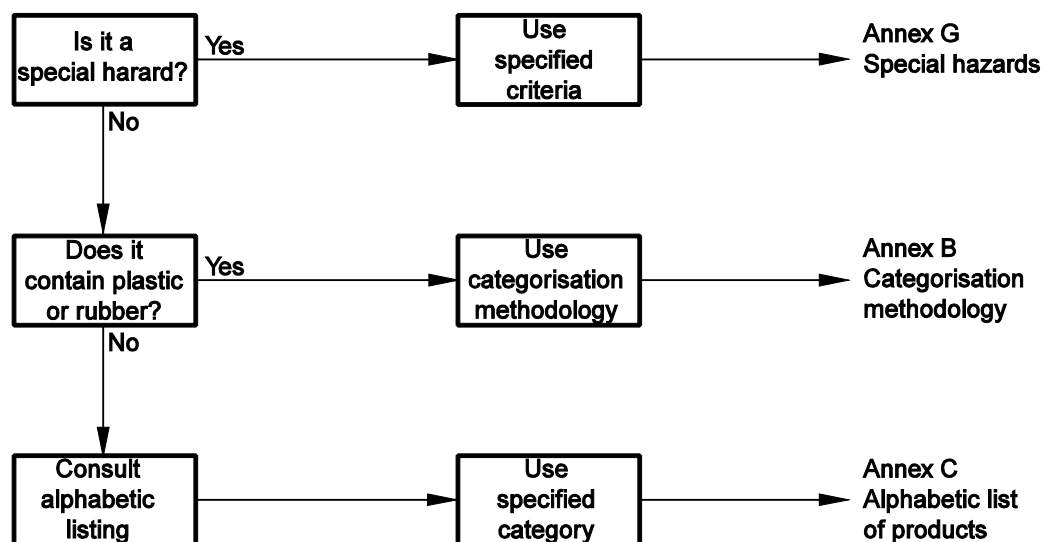 Is it a
special harard?
Yes
Use
specified
criteria
Annex G
Special hazards
No
Does it
contain plastic
or rubber?
Yes
Use
categorisation
methodology
Annex B
Categorisation
methodology
No
Consult
alphabetic
listing
Use
specified
category
Annex C
Alphabetic list
of products